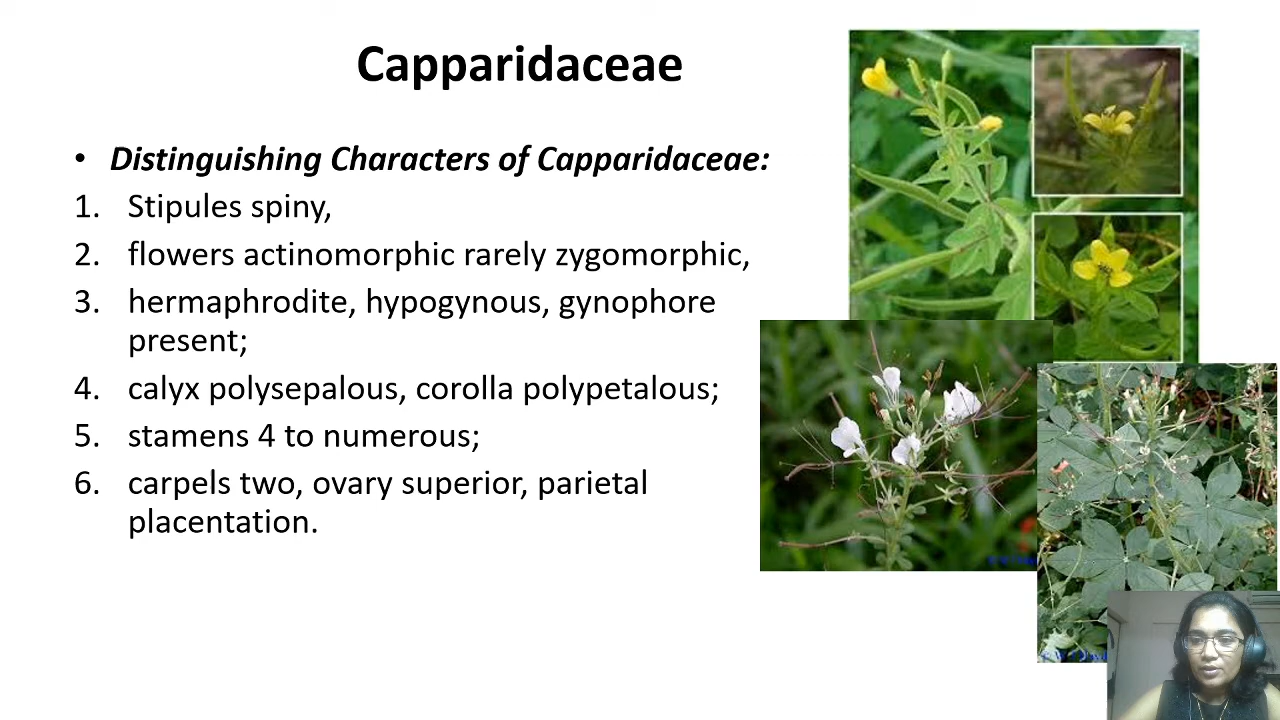 Capparidaceae
• Distinguishing Characters of Capparidaceae:
1. Stipules spiny,
2. flowers actinomorphic rarely zygomorphic,
3. hermaphrodite, hypogynous, gynophore
present;
4. calyx polysepalous, corolla polypetalous;
5. stamens 4 to numerous;
6. carpels two, ovary superior, parietal
placentation.